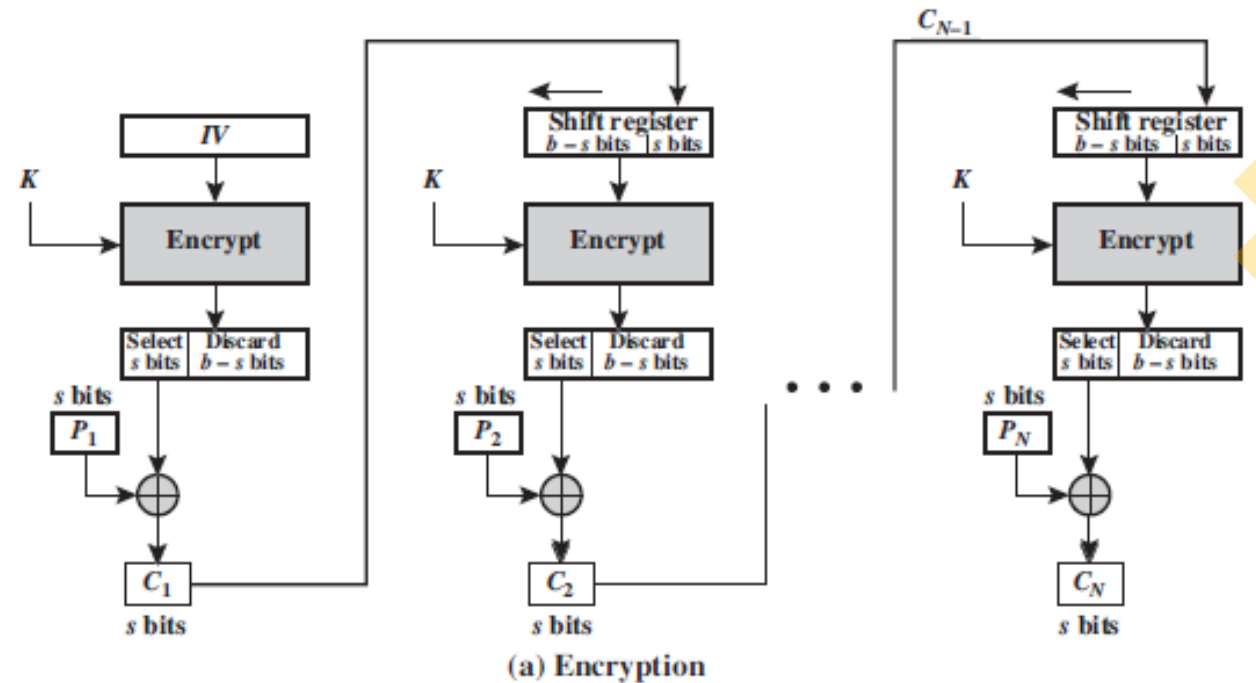 C_{N-1}
IV
K
Encrypt
Select
s bits
Discard
b – s bits
s bits
P_1
C_1
s bits
Shift register
b – s bits
s bits
K
Encrypt
Select
s bits
Discard
b – s bits
s bits
P_2
C_2
s bits
• • •
Shift register
b – s bits
s bits
K
Encrypt
Select
s bits
Discard
b – s bits
s bits
P_N
C_N
s bits
(a) Encryption